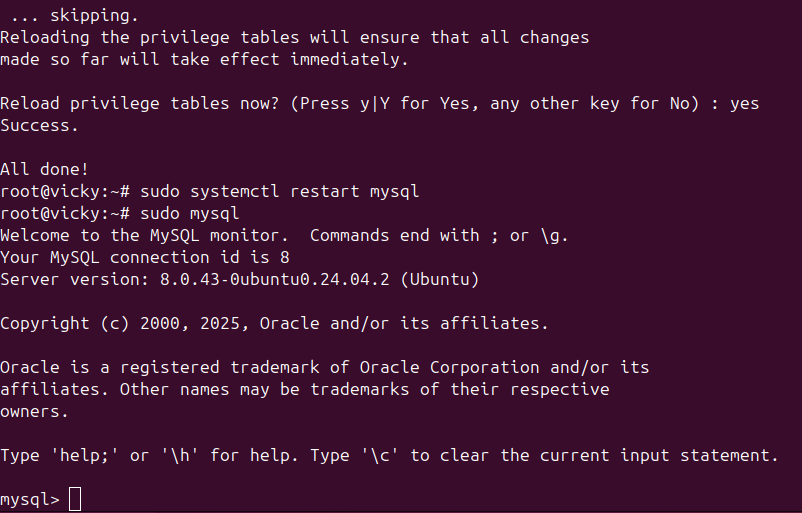 ... skipping.
Reloading the privilege tables will ensure that all changes
made so far will take effect immediately.
Reload privilege tables now? (Press y|Y for Yes, any other key for No) : yes
Success.
All done!
root@vicky:~# sudo systemctl restart mysql
root@vicky:~# sudo mysql
Welcome to the MySQL monitor.  Commands end with ; or \g.
Your MySQL connection id is 8
Server version: 8.0.43-0ubuntu0.24.04.2 (Ubuntu)
Copyright (c) 2000, 2025, Oracle and/or its affiliates.
Oracle is a registered trademark of Oracle Corporation and/or its
affiliates. Other names may be trademarks of their respective
owners.
Type 'help;' or '\h' for help. Type '\c' to clear the current input statement.
mysql>